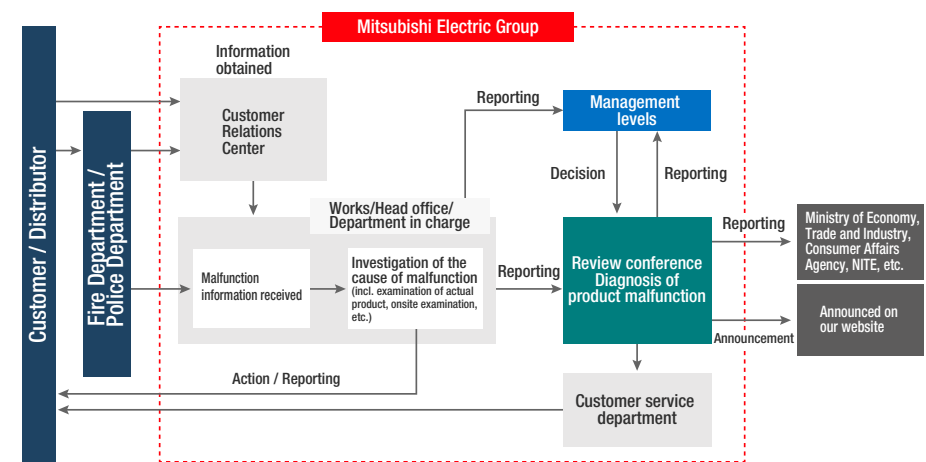 Mitsubishi Electric Group
Customer / Distributor
Fire Department /
Police Department
Information
obtained
Customer
Relations
Center
Reporting
Management
levels
Decision
Reporting
Works/Head office/
Department in charge
Malfunction
information received
Investigation of the
cause of malfunction
(incl. examination of actual
product, onsite examination,
etc.)
Reporting
Review conference
Diagnosis of
product malfunction
Reporting
Ministry of Economy,
Trade and Industry,
Consumer Affairs
Agency, NITE, etc.
Announcement
Announced on
our website
Action / Reporting
Customer service
department